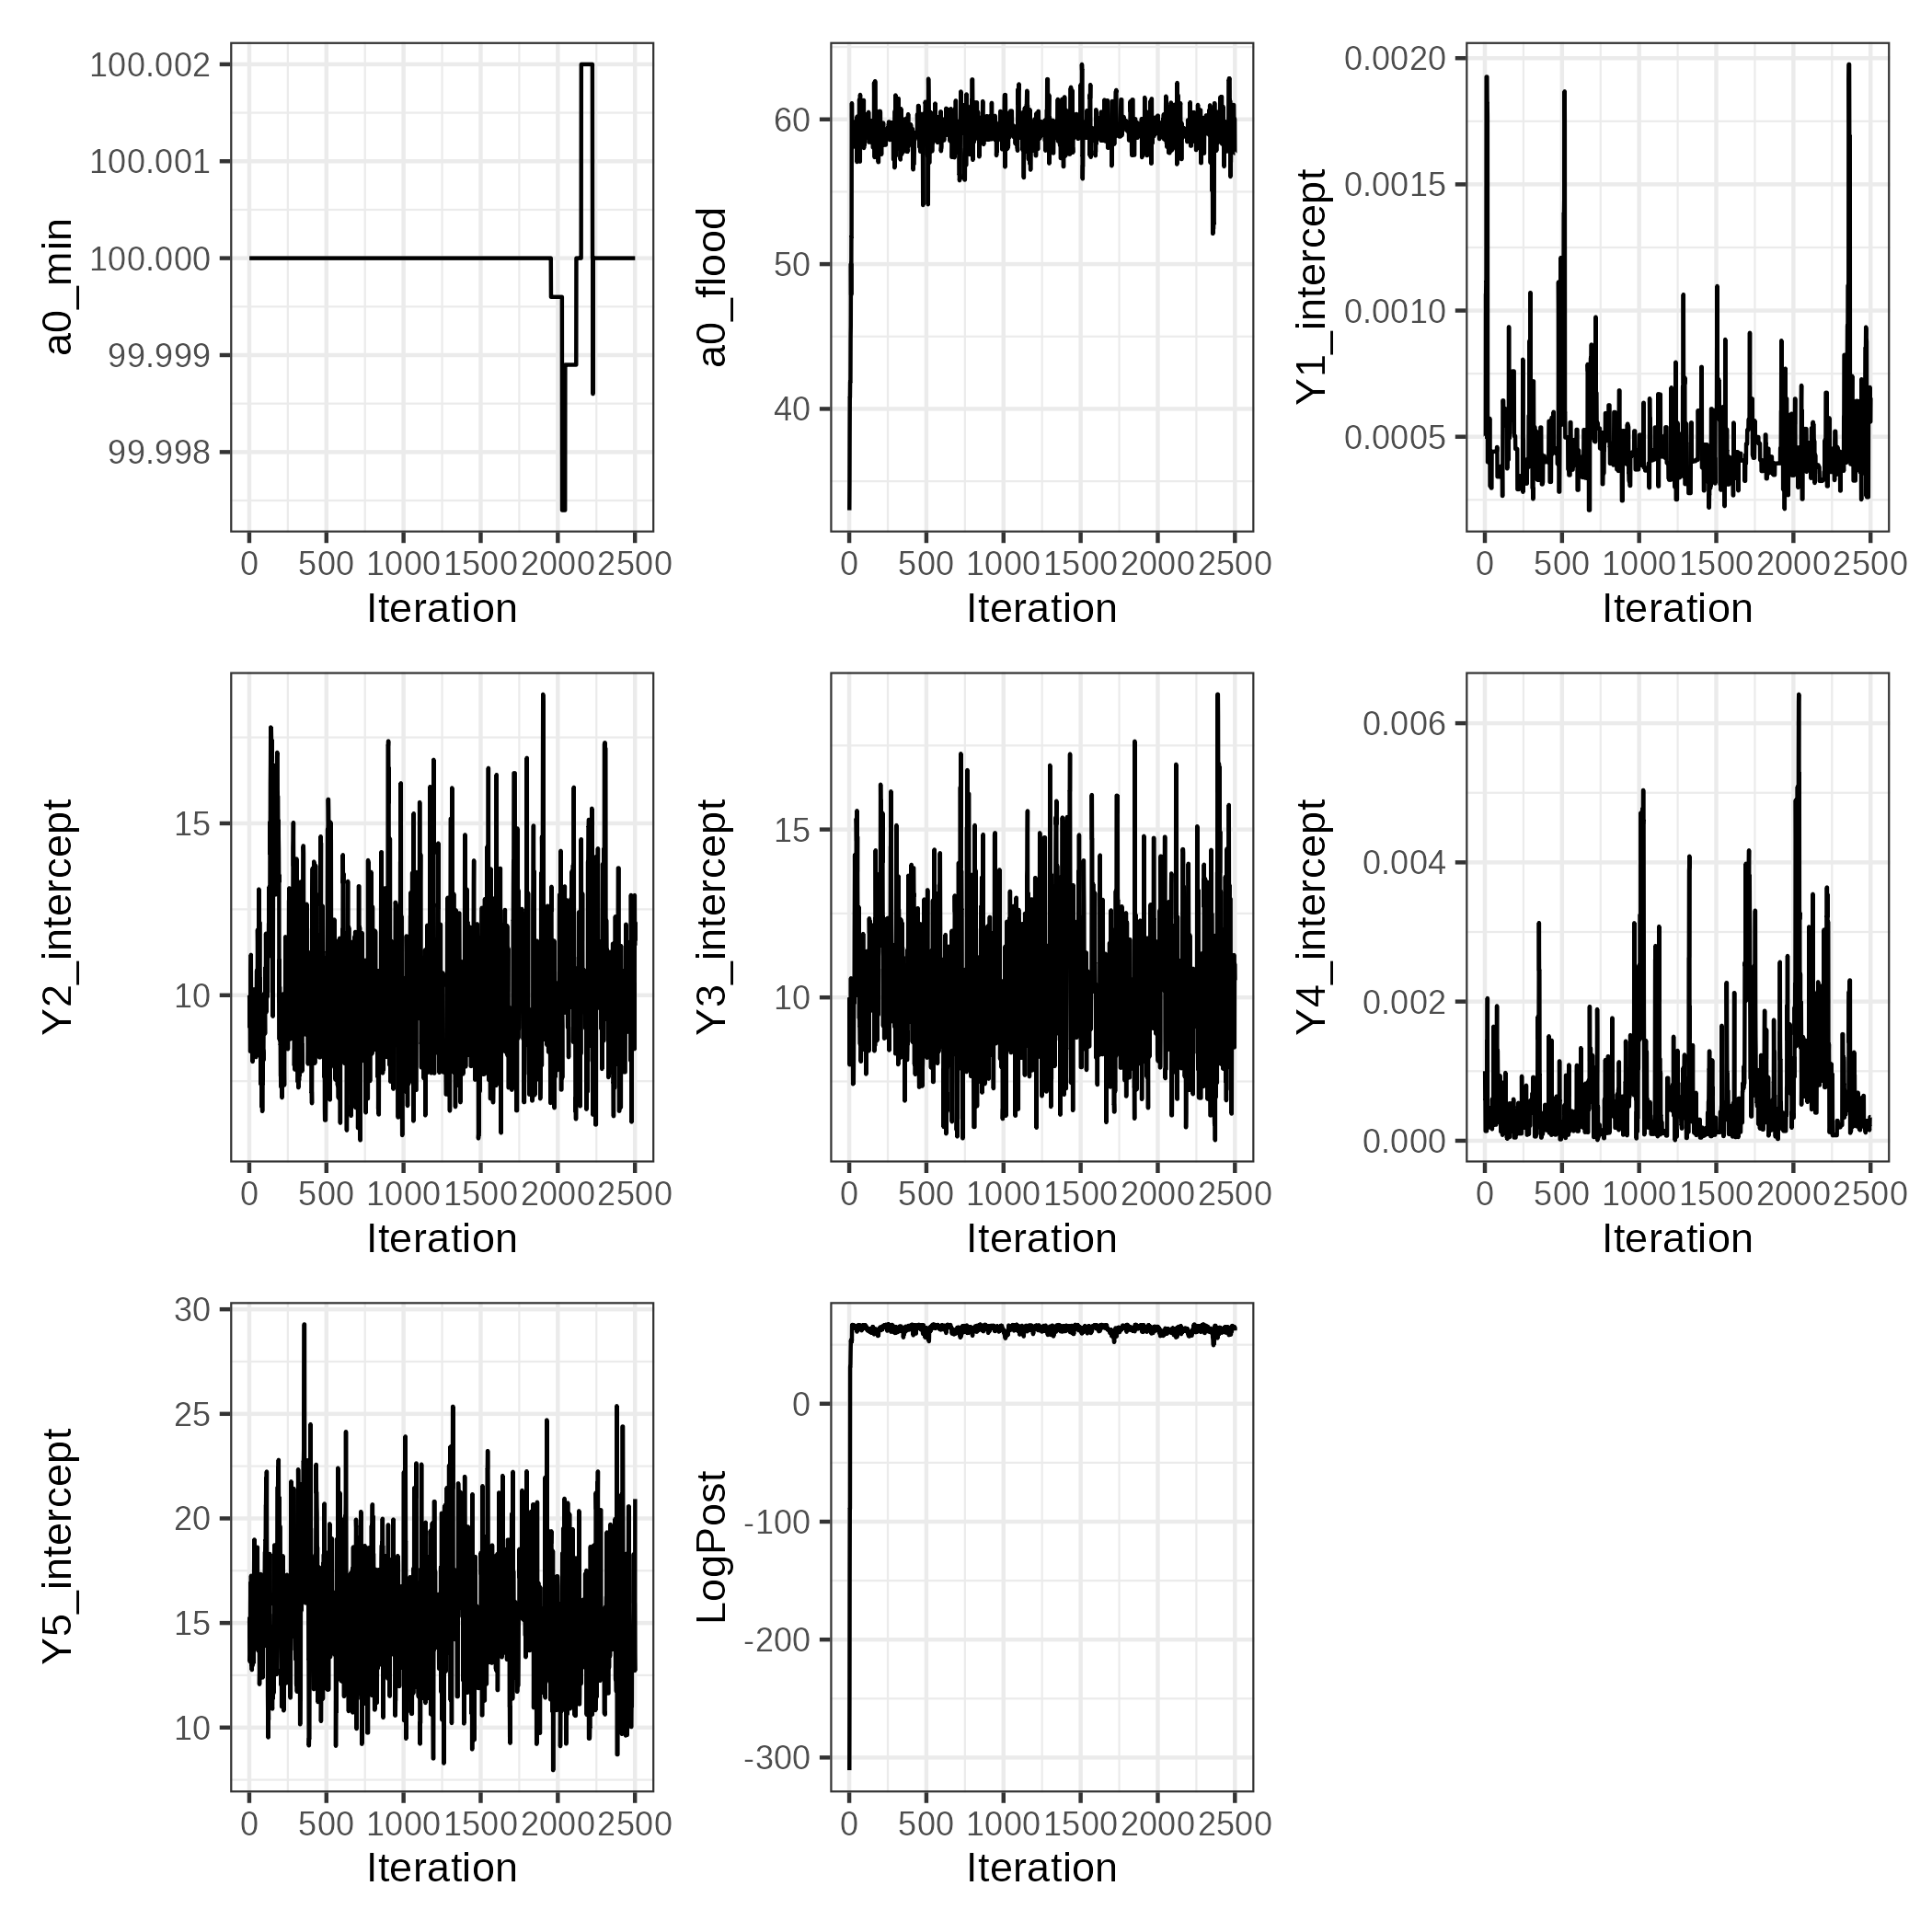 a0_min
100.002
100.001
100.000
99.999
99.998
0 500 1000 1500 2000 2500
Iteration
a0_flood
60
50
40
0 500 1000 1500 2000 2500
Iteration
Y1_intercept
0.0020
0.0015
0.0010
0.0005
0 500 1000 1500 2000 2500
Iteration
Y2_intercept
15
10
0 500 1000 1500 2000 2500
Iteration
Y3_intercept
15
10
0 500 1000 1500 2000 2500
Iteration
Y4_intercept
0.006
0.004
0.002
0.000
0 500 1000 1500 2000 2500
Iteration
Y5_intercept
30
25
20
15
10
0 500 1000 1500 2000 2500
Iteration
LogPost
0
-100
-200
-300
0 500 1000 1500 2000 2500
Iteration